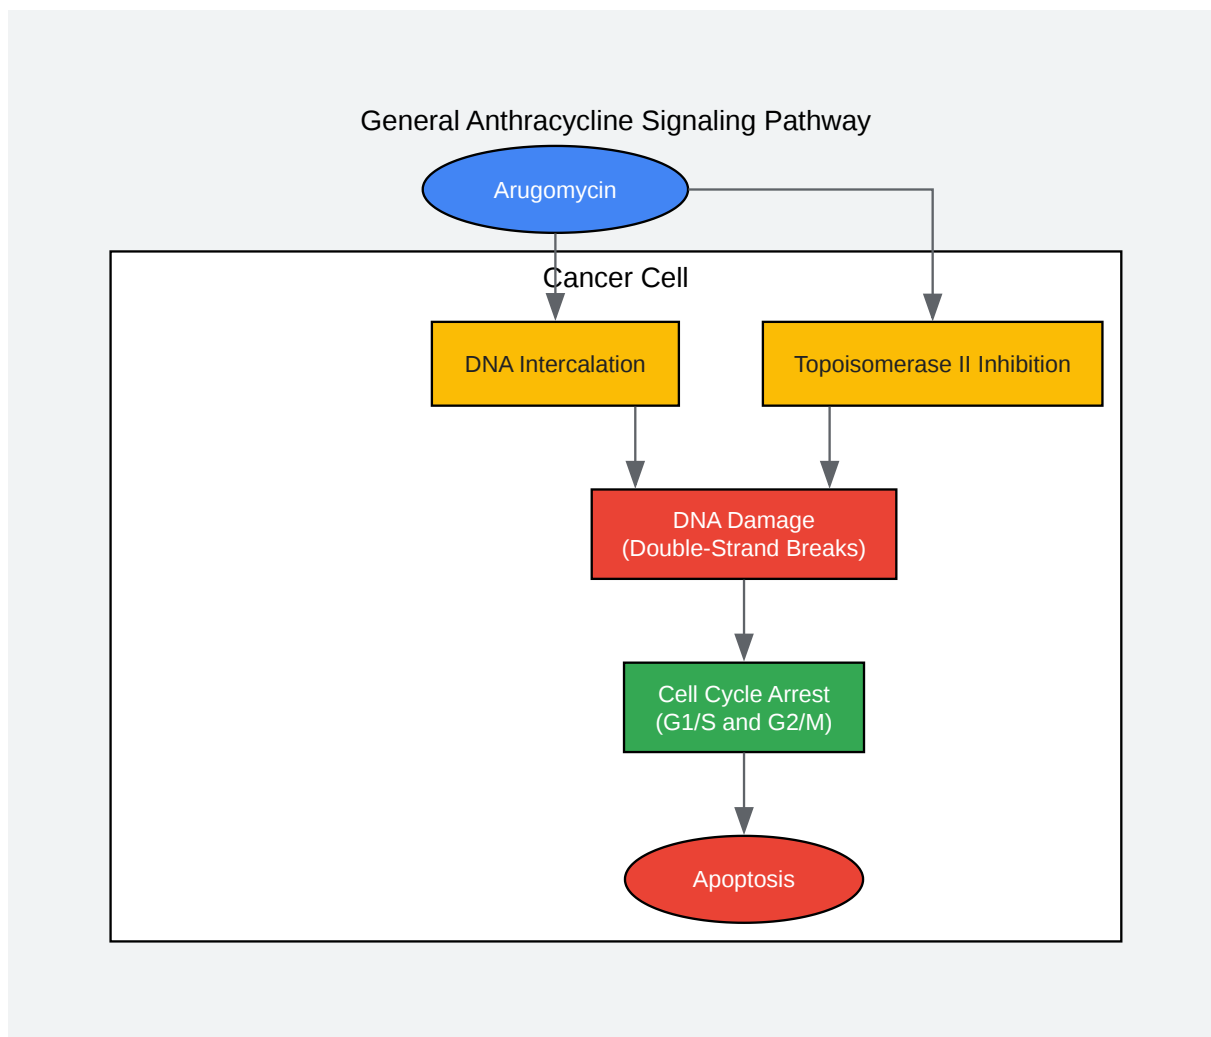 General Anthracycline Signaling Pathway
Arugomycin
Cancer Cell
DNA Intercalation
Topoisomerase II Inhibition
DNA Damage
(Double-Strand Breaks)
Cell Cycle Arrest
(G1/S and G2/M)
Apoptosis